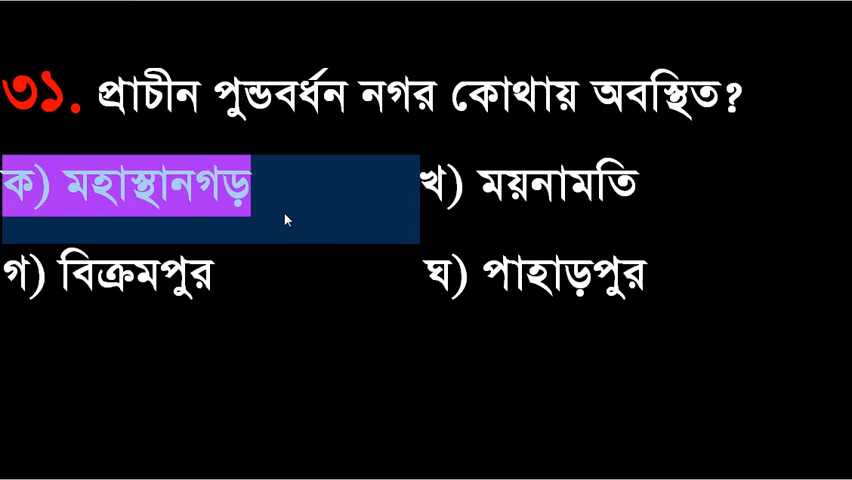 ৩১. প্রাচীন পুন্ডবর্ধন নগর কোথায় অবস্থিত?
ক) মহাস্থানগড় খ) ময়নামতি
গ) বিক্রমপুর ঘ) পাহাড়পুর